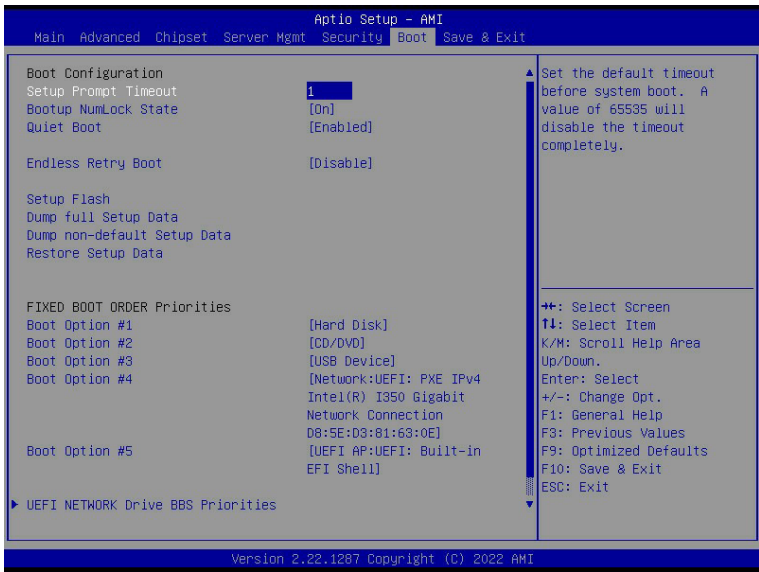 Aptio Setup – AMI
Main Advanced Chipset Server Mgmt Security Boot Save & Exit
Boot Configuration
Setup Prompt Timeout 1
Bootup NumLock State [On]
Quiet Boot [Enabled]
Endless Retry Boot [Disable]
Setup Flash
Dump full Setup Data
Dump non-default Setup Data
Restore Setup Data
FIXED BOOT ORDER Priorities
Boot Option #1 [Hard Disk]
Boot Option #2 [CD/DVD]
Boot Option #3 [USB Device]
Boot Option #4 [Network:UEFI: PXE IPv4
Intel(R) I350 Gigabit
Network Connection
D8:5E:D3:81:63:0E]
Boot Option #5 [UEFI AP:UEFI: Built-in
EFI Shell]
UEFI NETWORK Drive BBS Priorities
Set the default timeout
before system boot. A
value of 65535 will
disable the timeout
completely.
→←: Select Screen
↑↓: Select Item
K/M: Scroll Help Area
Up/Down.
Enter: Select
+/-: Change Opt.
F1: General Help
F3: Previous Values
F9: Optimized Defaults
F10: Save & Exit
ESC: Exit
Version 2.22.1287 Copyright (C) 2022 AMI